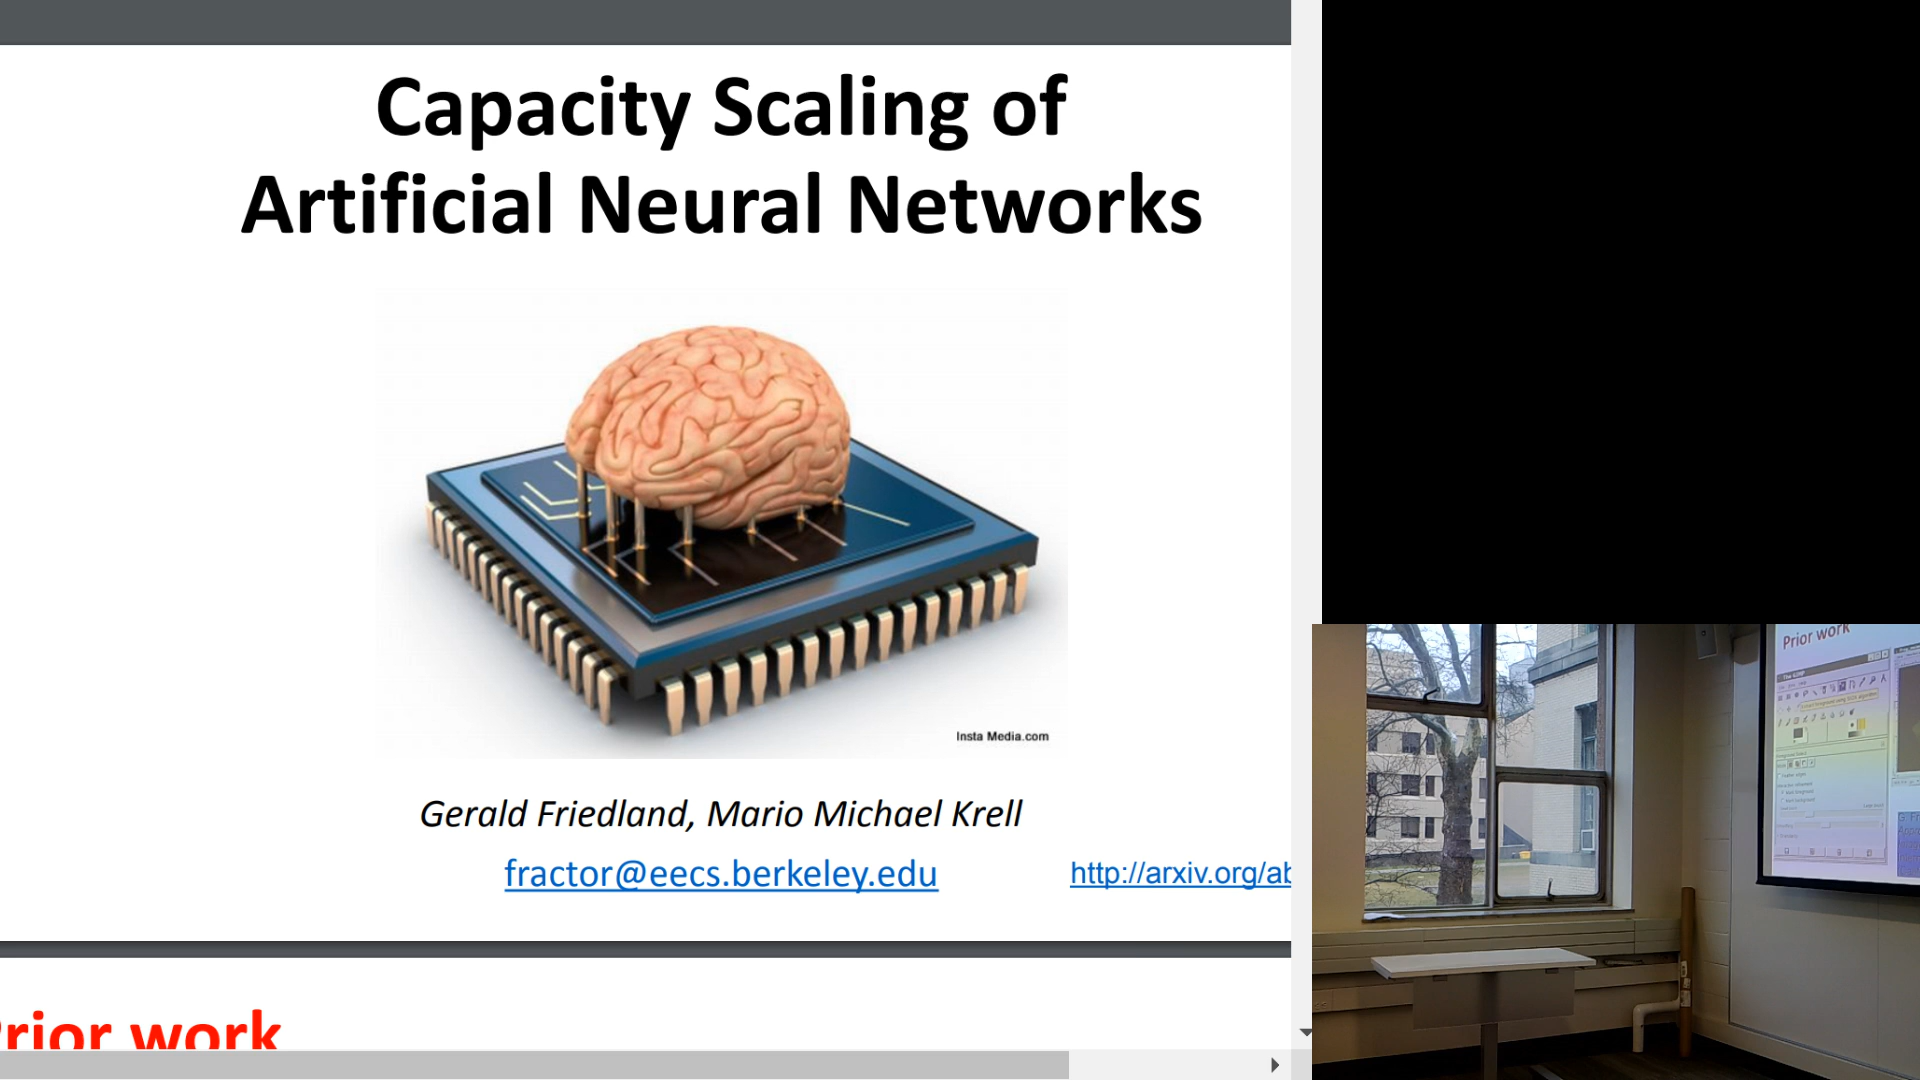 Capacity Scaling of
Artificial Neural Networks
Insta Media.com
Gerald Friedland, Mario Michael Krell
fractor@eecs.berkeley.edu
http://arxiv.org/ab
Prior work
Prior work